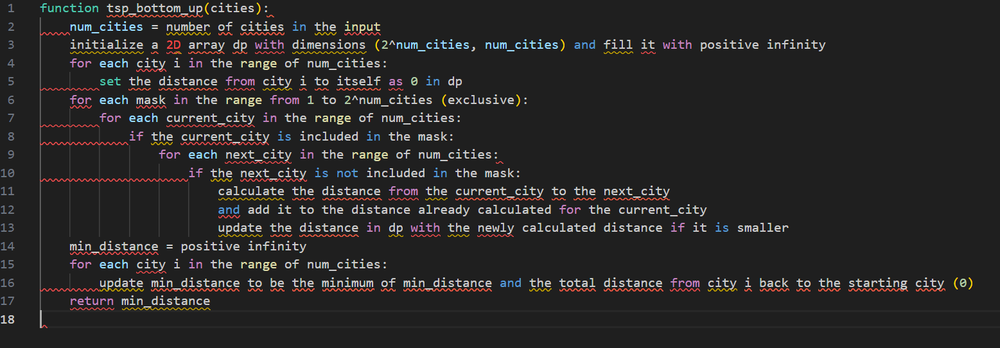 1 function tsp_bottom_up(cities):
2 num_cities = number of cities in the input
3 initialize a 2D array dp with dimensions (2^num_cities, num_cities) and fill it with positive infinity
4 for each city i in the range of num_cities:
5 set the distance from city i to itself as 0 in dp
6 for each mask in the range from 1 to 2^num_cities (exclusive):
7 for each current_city in the range of num_cities:
8 if the current_city is included in the mask:
9 for each next_city in the range of num_cities:
10 if the next_city is not included in the mask:
11 calculate the distance from the current_city to the next_city
12 and add it to the distance already calculated for the current_city
13 update the distance in dp with the newly calculated distance if it is smaller
14 min_distance = positive infinity
15 for each city i in the range of num_cities:
16 update min_distance to be the minimum of min_distance and the total distance from city i back to the starting city (0)
17 return min_distance
18